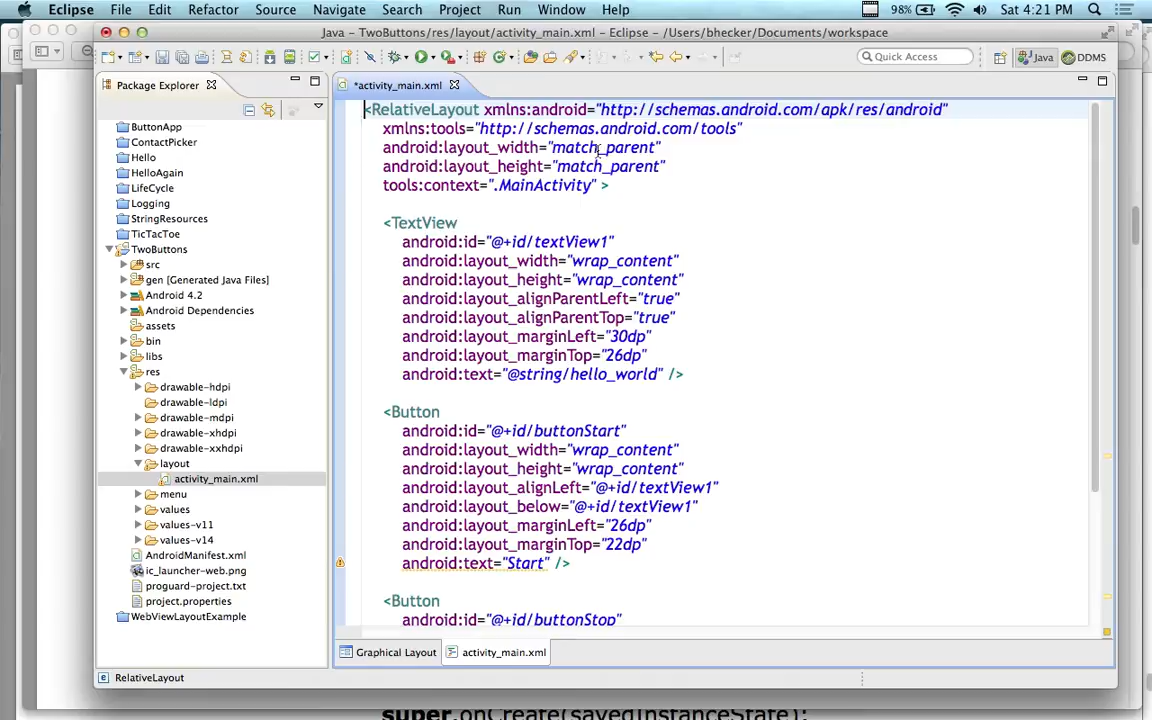 Eclipse File Edit Refactor Source Navigate Search Project Run Window Help
98% Sat 4:21 PM
Java - TwoButtons/res/layout/activity_main.xml - Eclipse - /Users/bhecker/Documents/workspace
Quick Access
Java
DDMS
Package Explorer
ButtonApp
ContactPicker
Hello
HelloAgain
LifeCycle
Logging
StringResources
TicTacToe
TwoButtons
src
gen [Generated Java Files]
Android 4.2
Android Dependencies
assets
bin
libs
res
drawable-hdpi
drawable-ldpi
drawable-mdpi
drawable-xhdpi
drawable-xxhdpi
layout
activity_main.xml
menu
values
values-v11
values-v14
AndroidManifest.xml
ic_launcher-web.png
proguard-project.txt
project.properties
WebViewLayoutExample
*activity_main.xml
<RelativeLayout xmlns:android="http://schemas.android.com/apk/res/android"
xmlns:tools="http://schemas.android.com/tools"
android:layout_width="match_parent"
android:layout_height="match_parent"
tools:context=".MainActivity" >
<TextView
android:id="@+id/textView1"
android:layout_width="wrap_content"
android:layout_height="wrap_content"
android:layout_alignParentLeft="true"
android:layout_alignParentTop="true"
android:layout_marginLeft="30dp"
android:layout_marginTop="26dp"
android:text="@string/hello_world" />
<Button
android:id="@+id/buttonStart"
android:layout_width="wrap_content"
android:layout_height="wrap_content"
android:layout_alignLeft="@+id/textView1"
android:layout_below="@+id/textView1"
android:layout_marginLeft="26dp"
android:layout_marginTop="22dp"
android:text="Start" />
<Button
android:id="@+id/buttonStop"
Graphical Layout
activity_main.xml
RelativeLayout
super.onCreate(savedInstanceState);